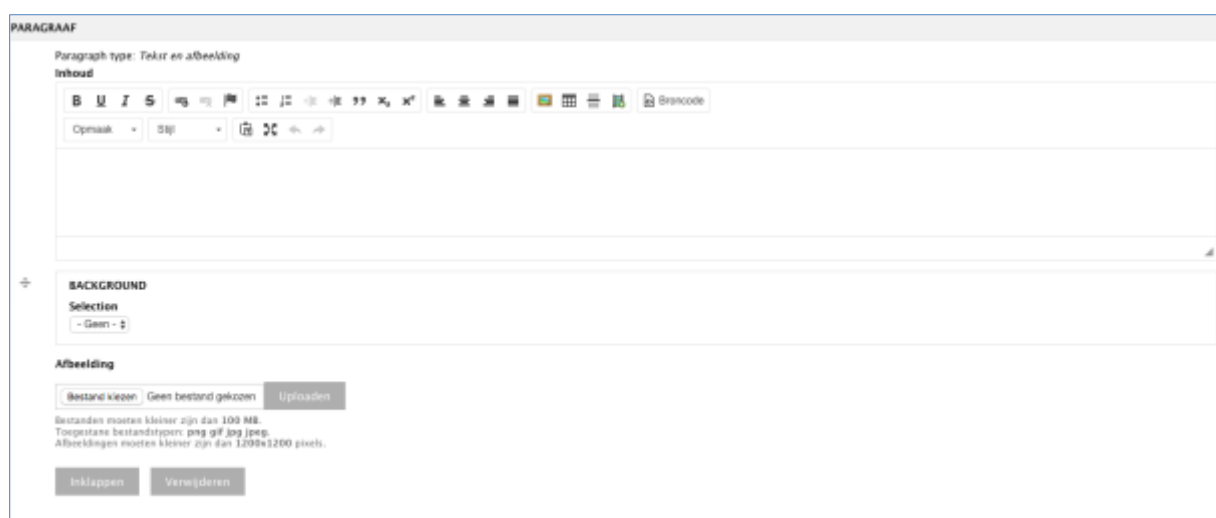 PARAGRAAF
Paragraph type: Tekst en afbeelding
Inhoud
B U I S Broncode
Opmaak Stijl
BACKGROUND
Selection
- Geen -
Afbeelding
Bestand kiezen Geen bestand gekozen Uploaden
Bestanden moeten kleiner zijn dan 100 MB.
Toegestane bestandstypen: png gif jpg jpeg.
Afbeeldingen moeten kleiner zijn dan 1200x1200 pixels.
Inklappen Verwijderen